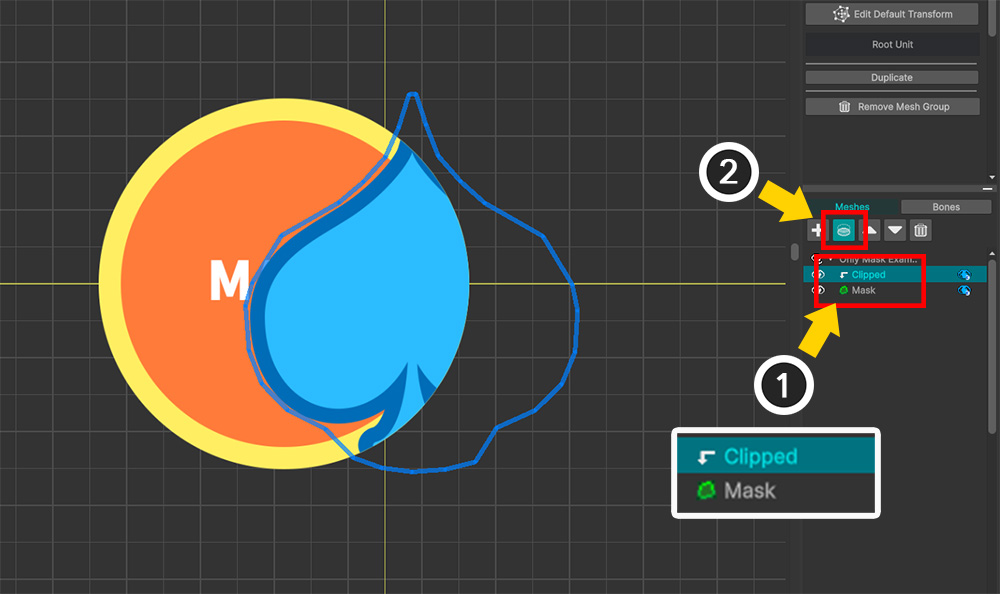 Edit Default Transform
Root Unit
Duplicate
Remove Mesh Group
2
Meshes
Bones
Only Mask Exam..
Clipped
Mask
M
1
Clipped
Mask